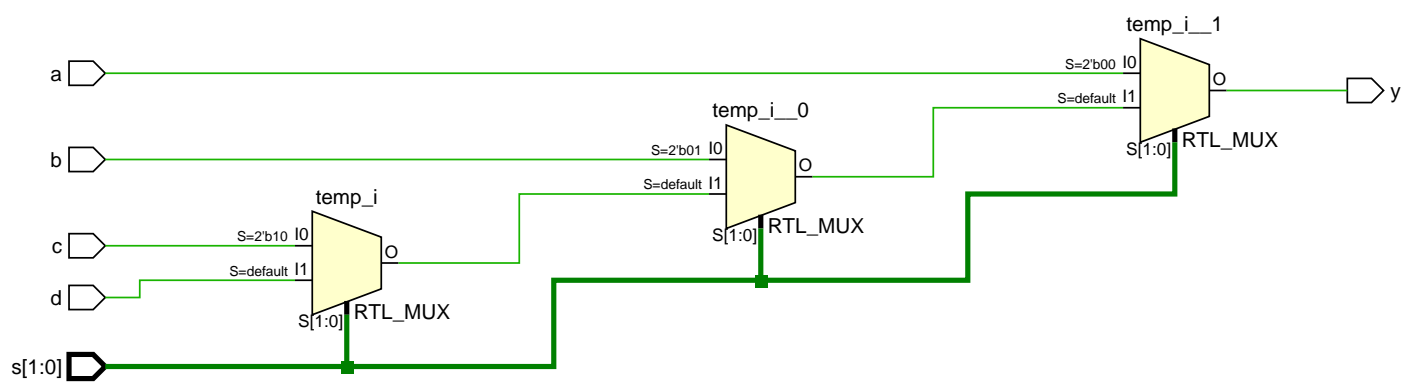 temp_i__1
a
S=2'b00 I0
O
y
S=default I1
S[1:0]
RTL_MUX
temp_i__0
b
S=2'b01 I0
O
S=default I1
S[1:0]
RTL_MUX
temp_i
c
S=2'b10 I0
O
S=default I1
d
S[1:0]
RTL_MUX
s[1:0]